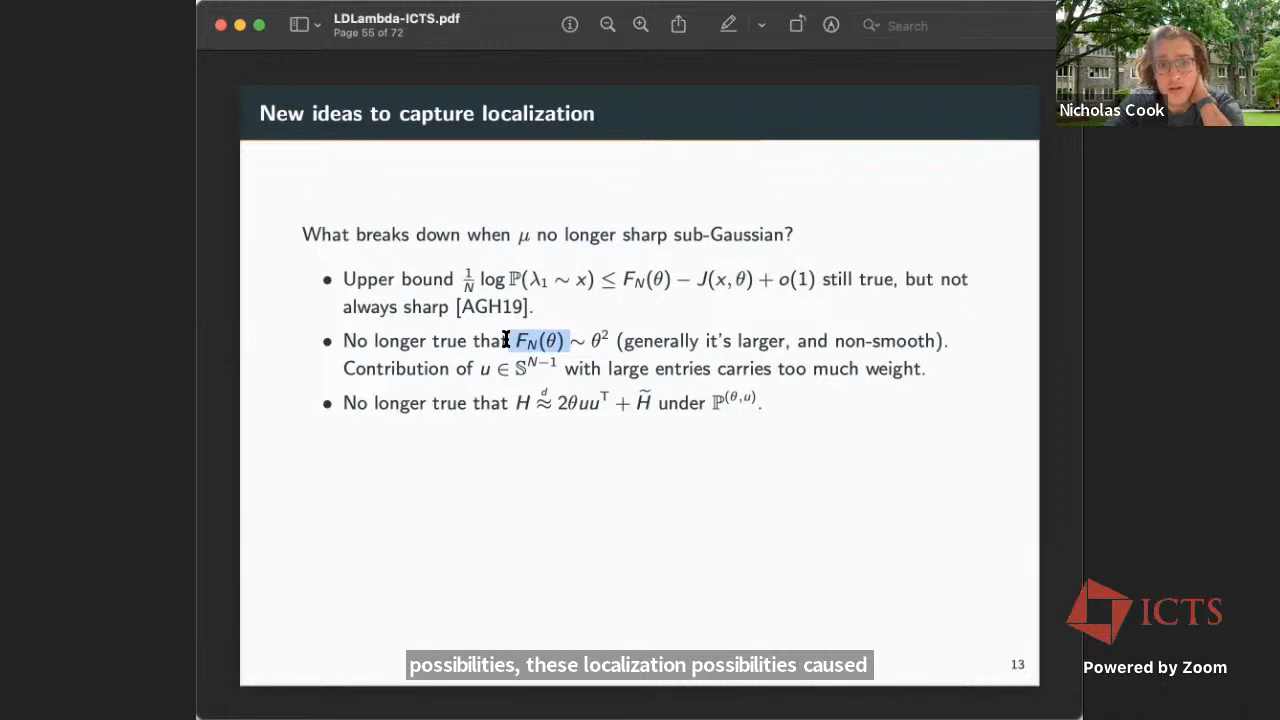 LDLambda-ICTS.pdf
Page 55 of 72
Search
Nicholas Cook
New ideas to capture localization
What breaks down when μ no longer sharp sub-Gaussian?
• Upper bound 1/N log ℙ(λ₁ ∼ x) ≤ F_N(θ) − J(x, θ) + o(1) still true, but not
always sharp [AGH19].
• No longer true that F_N(θ) ∼ θ² (generally it's larger, and non-smooth).
Contribution of u ∈ 𝕊^{N−1} with large entries carries too much weight.
• No longer true that H ≈^d 2θuu^T + H̃ under ℙ^{(θ,u)}.
possibilities, these localization possibilities caused
13
ICTS
Powered by Zoom